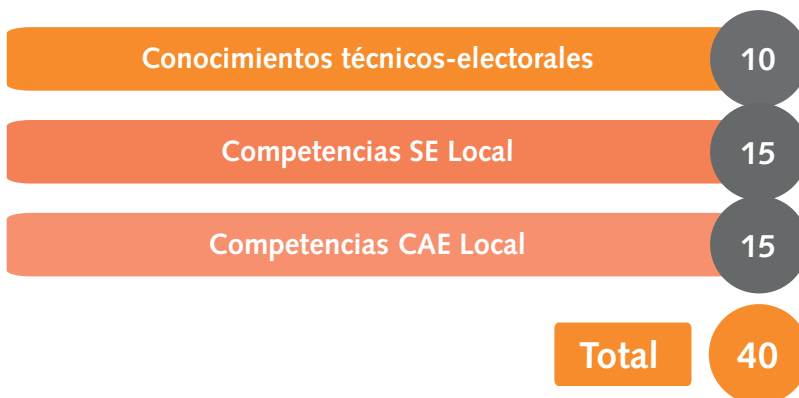 Conocimientos técnicos-electorales 10
Competencias SE Local 15
Competencias CAE Local 15
Total 40